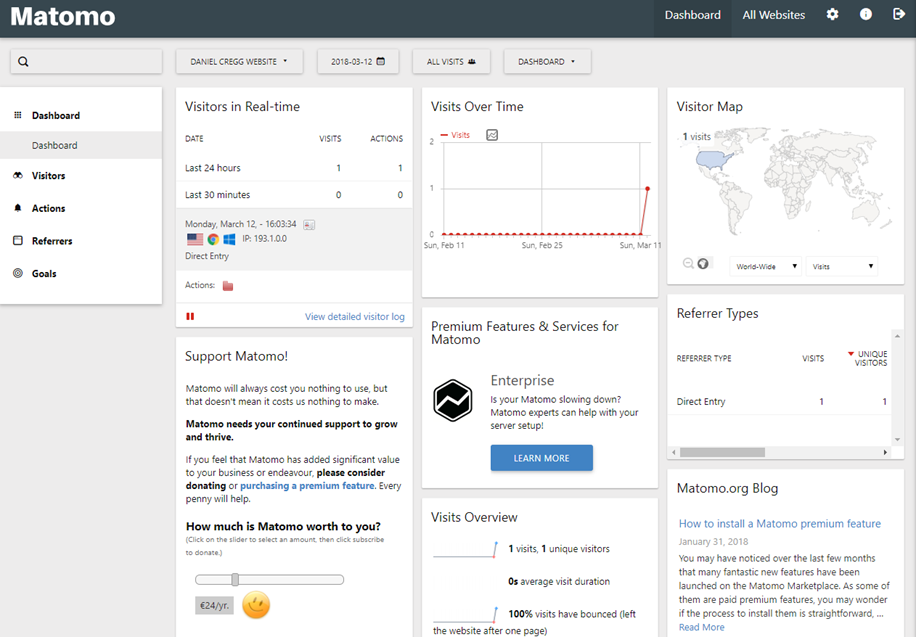 Matomo
Dashboard
All Websites
DANIEL CREGG WEBSITE
2018-03-12
ALL VISITS
DASHBOARD
Dashboard
Dashboard
Visitors
Actions
Referrers
Goals
Visitors in Real-time
DATE VISITS ACTIONS
Last 24 hours 1 1
Last 30 minutes 0 0
Monday, March 12, - 16:03:34
IP: 193.1.0.0
Direct Entry
Actions:
View detailed visitor log
Support Matomo!
Matomo will always cost you nothing to use, but
that doesn't mean it costs us nothing to make.
Matomo needs your continued support to grow
and thrive.
If you feel that Matomo has added significant value
to your business or endeavour, please consider
donating or purchasing a premium feature. Every
penny will help.
How much is Matomo worth to you?
(Click on the slider to select an amount, then click subscribe
to donate.)
€24/yr.
Visits Over Time
Visits
2
1
0
Sun, Feb 11 Sun, Feb 25 Sun, Mar 11
Premium Features & Services for
Matomo
Enterprise
Is your Matomo slowing down?
Matomo experts can help with your
server setup!
LEARN MORE
Visits Overview
1 visits, 1 unique visitors
0s average visit duration
100% visits have bounced (left
the website after one page)
Visitor Map
1 visits
World-Wide
Visits
Referrer Types
REFERRER TYPE VISITS UNIQUE
VISITORS
Direct Entry 1 1
Matomo.org Blog
How to install a Matomo premium feature
January 31, 2018
You may have noticed over the last few months
that many fantastic new features have been
launched on the Matomo Marketplace. As some of
them are paid premium features, you may wonder
if the process to install them is straightforward, ...
Read More